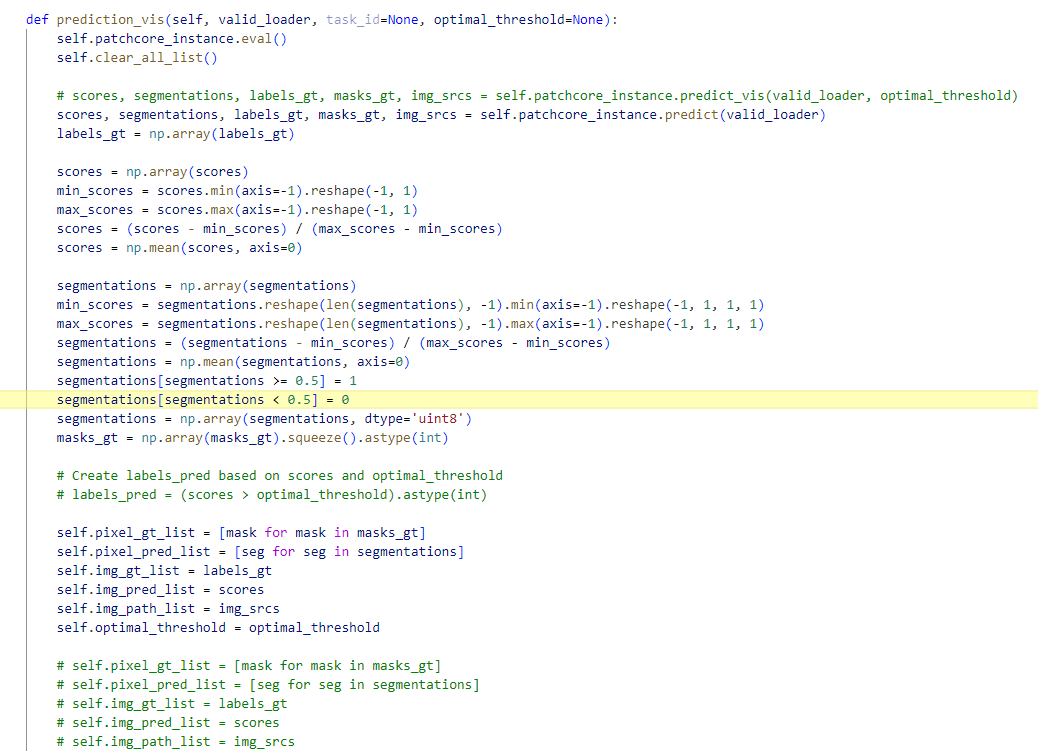 def prediction_vis(self, valid_loader, task_id=None, optimal_threshold=None):
    self.patchcore_instance.eval()
    self.clear_all_list()

    # scores, segmentations, labels_gt, masks_gt, img_srcs = self.patchcore_instance.predict_vis(valid_loader, optimal_threshold)
    scores, segmentations, labels_gt, masks_gt, img_srcs = self.patchcore_instance.predict(valid_loader)
    labels_gt = np.array(labels_gt)

    scores = np.array(scores)
    min_scores = scores.min(axis=-1).reshape(-1, 1)
    max_scores = scores.max(axis=-1).reshape(-1, 1)
    scores = (scores - min_scores) / (max_scores - min_scores)
    scores = np.mean(scores, axis=0)

    segmentations = np.array(segmentations)
    min_scores = segmentations.reshape(len(segmentations), -1).min(axis=-1).reshape(-1, 1, 1, 1)
    max_scores = segmentations.reshape(len(segmentations), -1).max(axis=-1).reshape(-1, 1, 1, 1)
    segmentations = (segmentations - min_scores) / (max_scores - min_scores)
    segmentations = np.mean(segmentations, axis=0)
    segmentations[segmentations >= 0.5] = 1
    segmentations[segmentations < 0.5] = 0
    segmentations = np.array(segmentations, dtype='uint8')
    masks_gt = np.array(masks_gt).squeeze().astype(int)

    # Create labels_pred based on scores and optimal_threshold
    # labels_pred = (scores > optimal_threshold).astype(int)

    self.pixel_gt_list = [mask for mask in masks_gt]
    self.pixel_pred_list = [seg for seg in segmentations]
    self.img_gt_list = labels_gt
    self.img_pred_list = scores
    self.img_path_list = img_srcs
    self.optimal_threshold = optimal_threshold

    # self.pixel_gt_list = [mask for mask in masks_gt]
    # self.pixel_pred_list = [seg for seg in segmentations]
    # self.img_gt_list = labels_gt
    # self.img_pred_list = scores
    # self.img_path_list = img_srcs